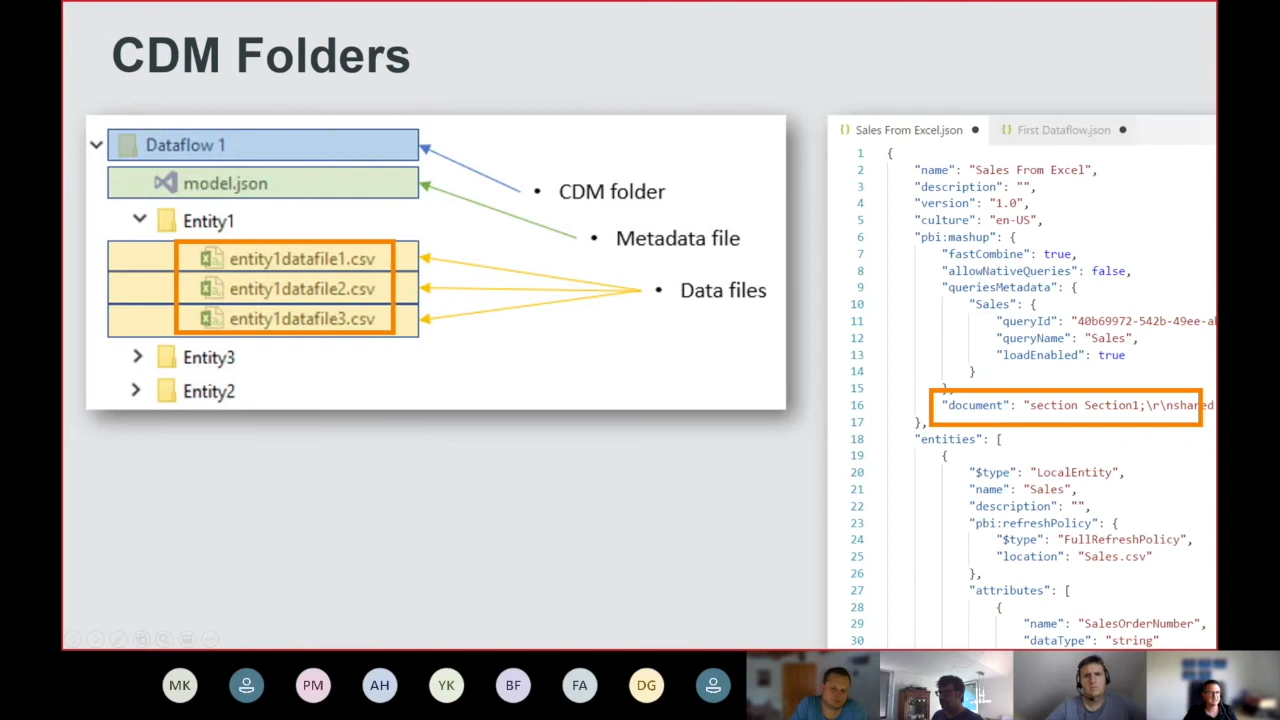 CDM Folders
Dataflow 1
model.json
Entity1
entity1datafile1.csv
entity1datafile2.csv
entity1datafile3.csv
Entity3
Entity2
• CDM folder
• Metadata file
• Data files
{} Sales From Excel.json ●
{} First Dataflow.json ●
1 {
2 "name": "Sales From Excel",
3 "description": "",
4 "version": "1.0",
5 "culture": "en-US",
6 "pbi:mashup": {
7 "fastCombine": true,
8 "allowNativeQueries": false,
9 "queriesMetadata": {
10 "Sales": {
11 "queryId": "40b69972-542b-49ee-a
12 "queryName": "Sales",
13 "loadEnabled": true
14 }
15 },
16 "document": "section Section1;\r\nshared
17 },
18 "entities": [
19 {
20 "$type": "LocalEntity",
21 "name": "Sales",
22 "description": "",
23 "pbi:refreshPolicy": {
24 "$type": "FullRefreshPolicy",
25 "location": "Sales.csv"
26 },
27 "attributes": [
28 {
29 "name": "SalesOrderNumber",
30 "dataType": "string"
MK
PM
AH
YK
BF
FA
DG